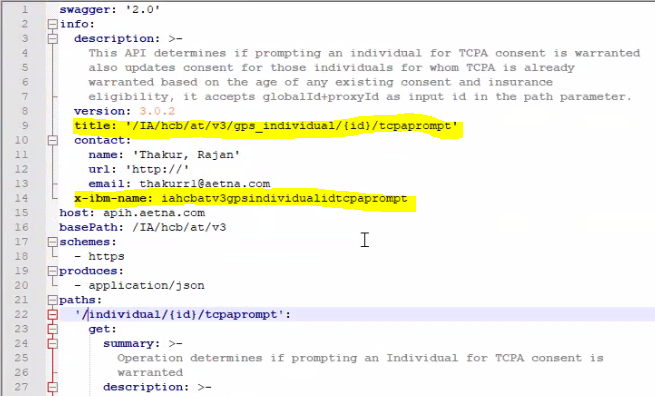 1 swagger: '2.0'
2 info:
3 description: >-
4 This API determines if prompting an individual for TCPA consent is warranted
5 also updates consent for those individuals for whom TCPA is already
6 warranted based on the age of any existing consent and insurance
7 eligibility, it accepts globalId+proxyId as input id in the path parameter.
8 version: 3.0.2
9 title: '/IA/hcb/at/v3/gps_individual/{id}/tcpaprompt'
10 contact:
11 name: 'Thakur, Rajan'
12 url: 'http://'
13 email: thakurr1@aetna.com
14 x-ibm-name: iahcbatv3gpsindividualidtcpaprompt
15 host: apih.aetna.com
16 basePath: /IA/hcb/at/v3
17 schemes:
18 - https
19 produces:
20 - application/json
21 paths:
22 '/individual/{id}/tcpaprompt':
23 get:
24 summary: >-
25 Operation determines if prompting an Individual for TCPA consent is
26 warranted
27 description: >-